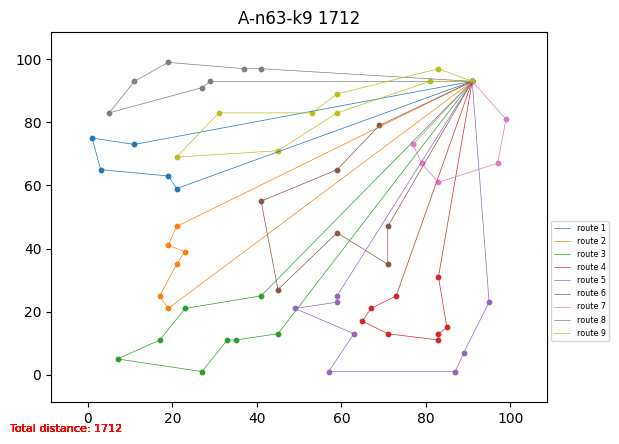 A-n63-k9 1712
100
80
60
40
20
0
0 20 40 60 80 100
route 1
route 2
route 3
route 4
route 5
route 6
route 7
route 8
route 9
Total distance: 1712